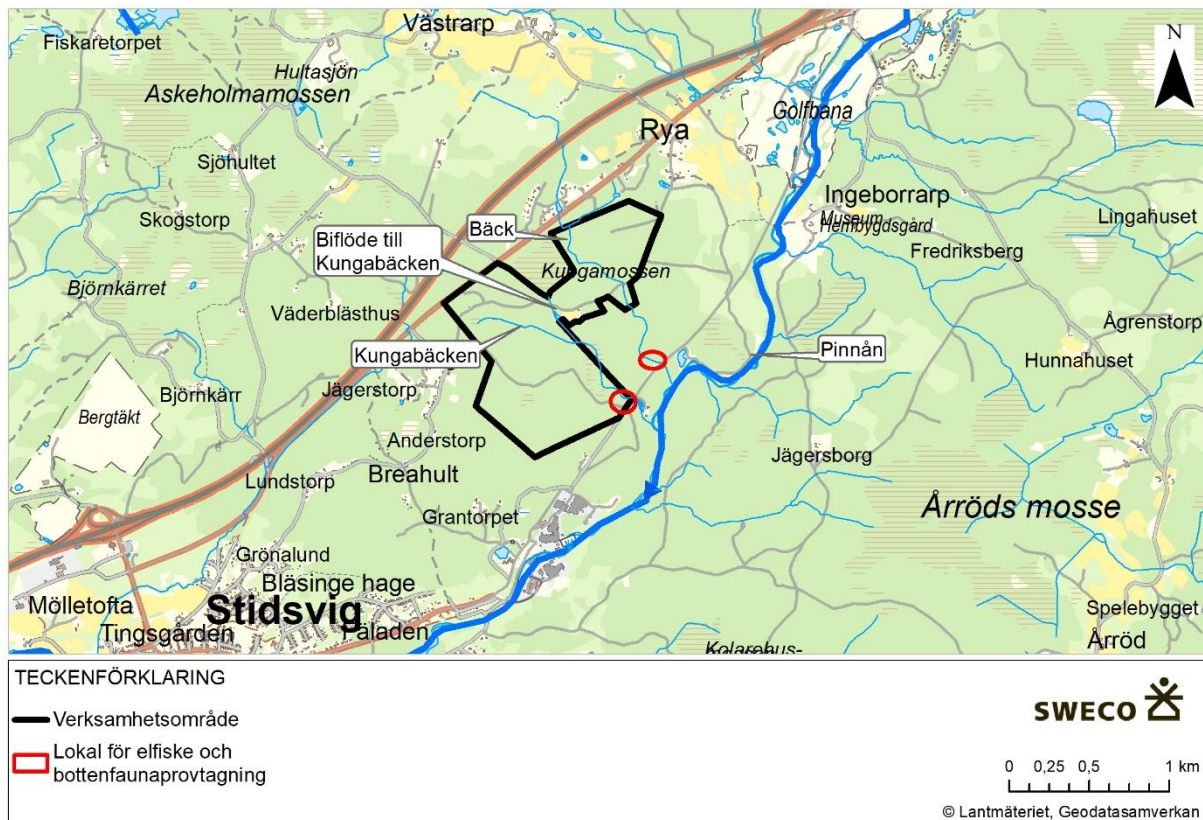 Fiskaretorpet
Västrarp
N
Hultasjön
Askeholmamossen
Golfbana
Rya
Sjöhultet
Ingeborrarp
Museum
Hembygdsgård
Lingahuset
Skogstorp
Bäck
Fredriksberg
Biflöde till
Kungabäcken
Kungamossen
Björnkärret
Väderblästhus
Ågrenstorp
Kungabäcken
Pinnån
Hunnahuset
Jägerstorp
Björnkärr
Bergtäkt
Anderstorp
Jägersborg
Breahult
Lundstorp
Årröds mosse
Grantorpet
Grönalund
Bläsinge hage
Mölletofta
Stidsvig
Spelebygget
Tingsgården
Fäladen
Årröd
Kolarehus-
TECKENFÖRKLARING
Verksamhetsområde
Lokal för elfiske och
bottenfaunaprovtagning
SWECO
0 0,25 0,5 1 km
© Lantmäteriet, Geodatasamverkan